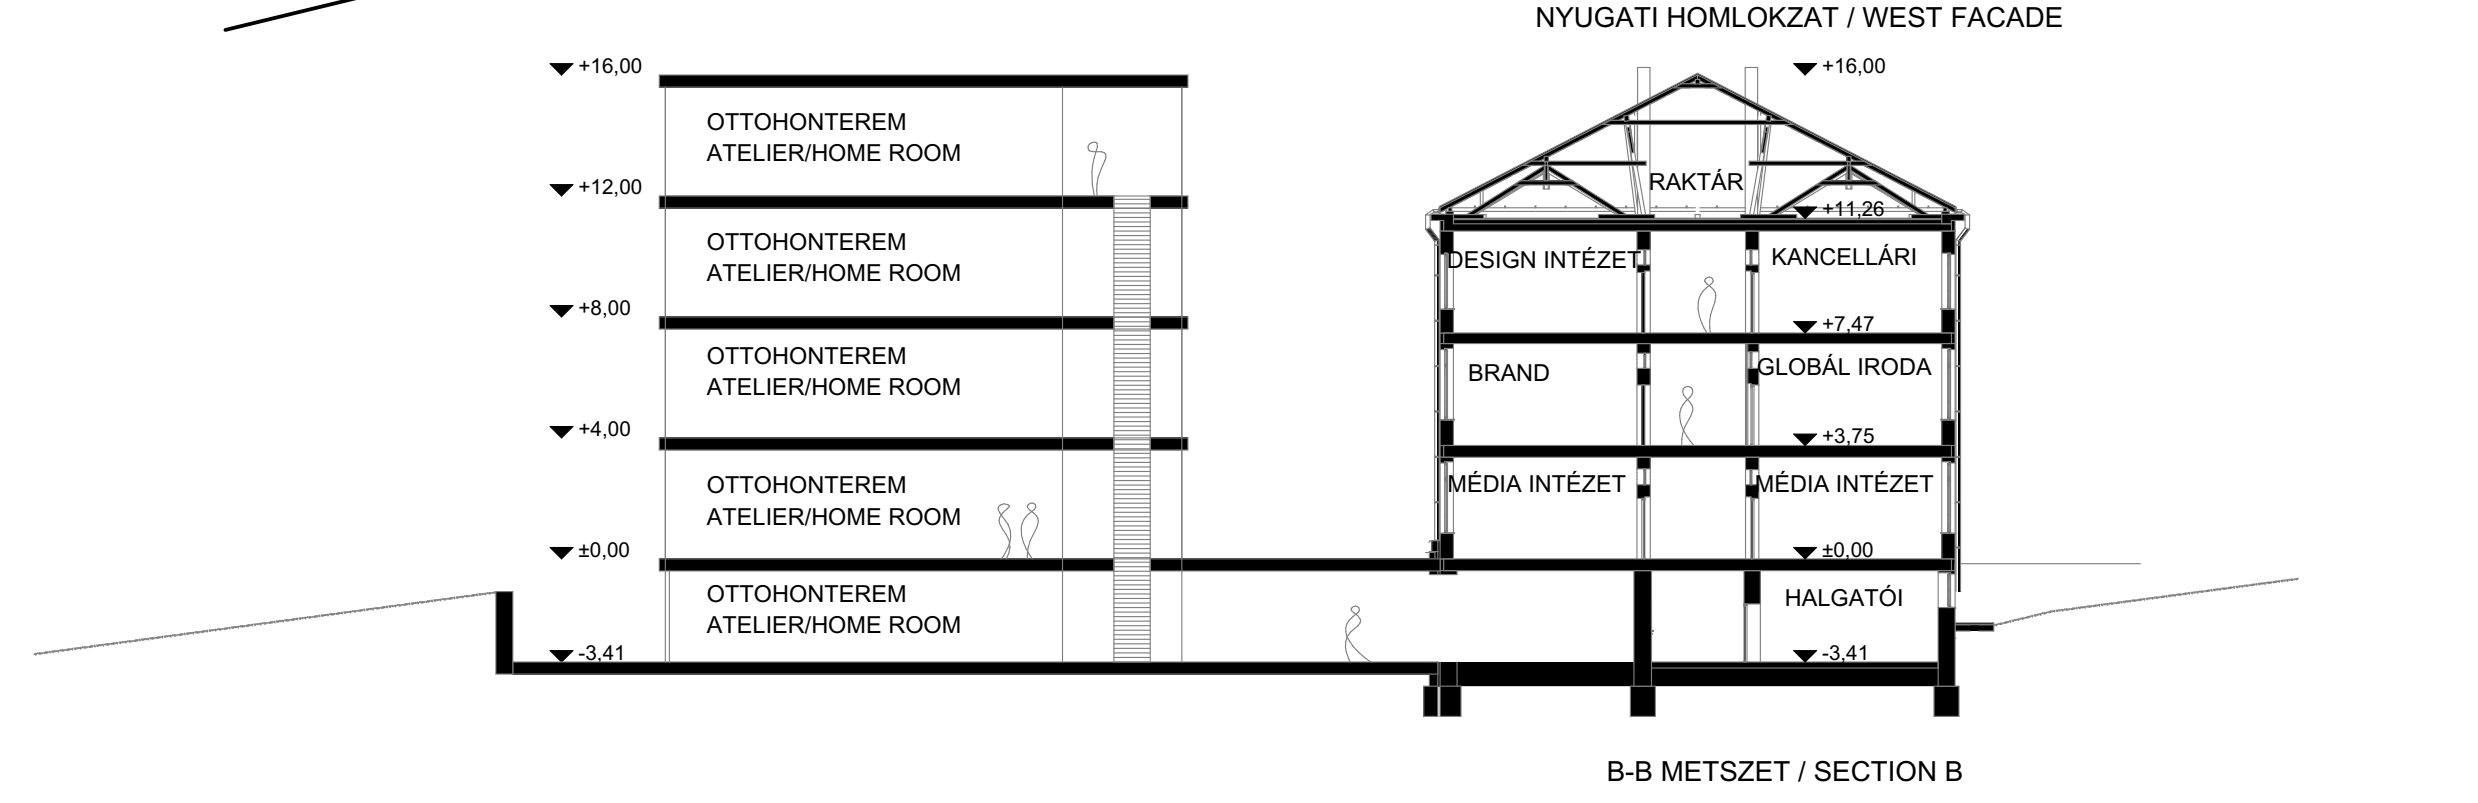 NYUGATI HOMLOKZAT / WEST FACADE
+16,00
OTTOHONTEREM
ATELIER/HOME ROOM
+12,00
OTTOHONTEREM
ATELIER/HOME ROOM
+8,00
OTTOHONTEREM
ATELIER/HOME ROOM
+4,00
OTTOHONTEREM
ATELIER/HOME ROOM
±0,00
OTTOHONTEREM
ATELIER/HOME ROOM
-3,41
+16,00
RAKTÁR
+11,26
DESIGN INTÉZET
KANCELLÁRI
+7,47
BRAND
GLOBÁL IRODA
+3,75
MÉDIA INTÉZET
MÉDIA INTÉZET
±0,00
HALGATÓI
-3,41
B-B METSZET / SECTION B